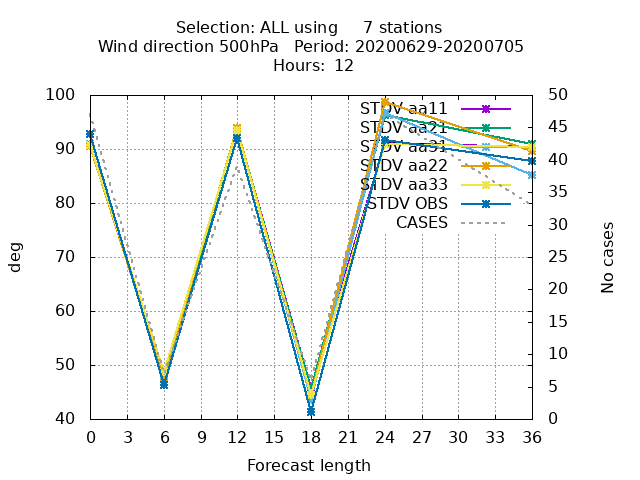 Selection: ALL using 7 stations
Wind direction 500hPa Period: 20200629-20200705
Hours: 12
100
90
80
70
60
50
40
deg
50
45
40
35
30
25
20
15
10
5
0
No cases
STDV aa11
STDV aa21
STDV aa31
STDV aa22
STDV aa33
STDV OBS
CASES
0 3 6 9 12 15 18 21 24 27 30 33 36
Forecast length